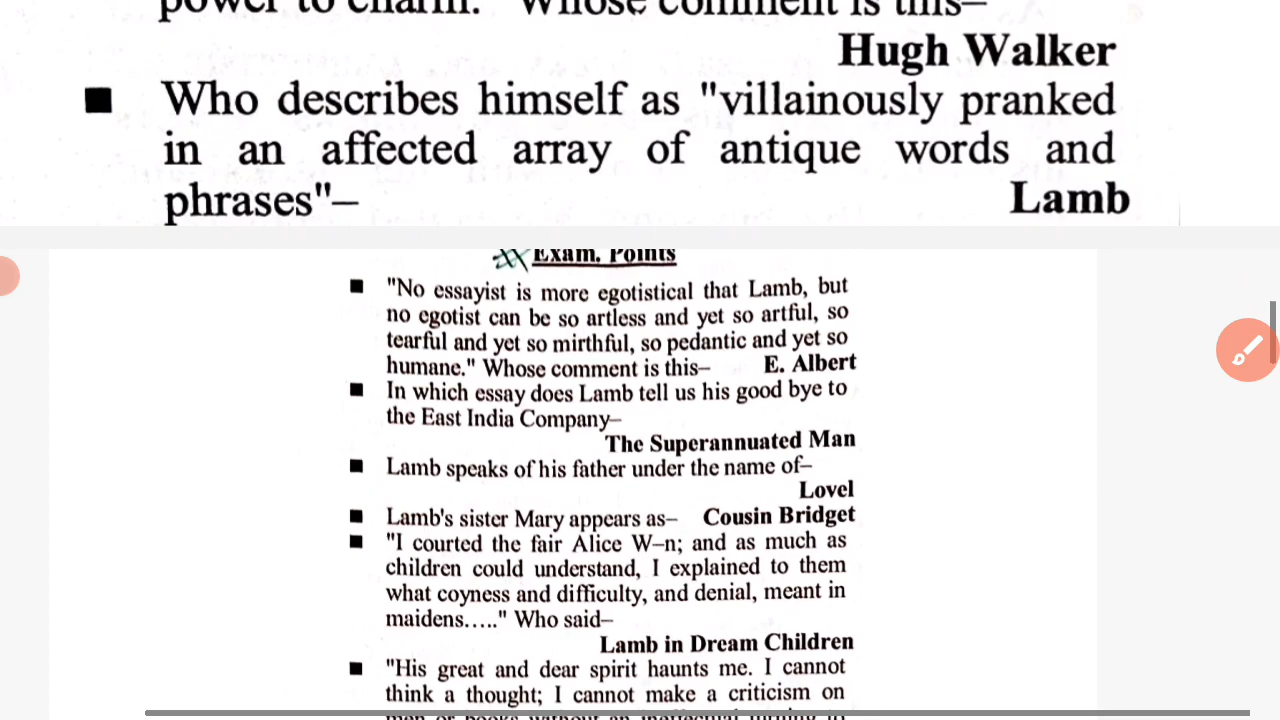 power to charm." Whose comment is this–
Hugh Walker
■ Who describes himself as "villainously pranked
in an affected array of antique words and
phrases"– Lamb
Exam. Points
■ "No essayist is more egotistical that Lamb, but
no egotist can be so artless and yet so artful, so
tearful and yet so mirthful, so pedantic and yet so
humane." Whose comment is this– E. Albert
■ In which essay does Lamb tell us his good bye to
the East India Company–
The Superannuated Man
■ Lamb speaks of his father under the name of–
Lovel
■ Lamb's sister Mary appears as– Cousin Bridget
■ "I courted the fair Alice W–n; and as much as
children could understand, I explained to them
what coyness and difficulty, and denial, meant in
maidens....." Who said–
Lamb in Dream Children
■ "His great and dear spirit haunts me. I cannot
think a thought; I cannot make a criticism on